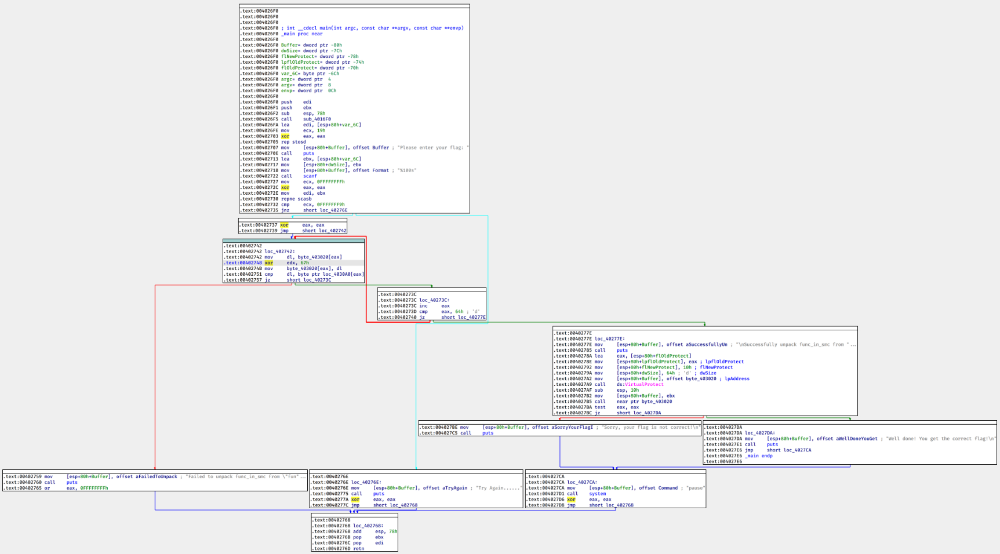 .text:004026F0
.text:004026F0
.text:004026F0
.text:004026F0 ; int __cdecl main(int argc, const char **argv, const char **envp)
.text:004026F0 _main proc near
.text:004026F0
.text:004026F0 Buffer= dword ptr -80h
.text:004026F0 dwSize= dword ptr -7Ch
.text:004026F0 flNewProtect= dword ptr -78h
.text:004026F0 lpflOldProtect= dword ptr -74h
.text:004026F0 flOldProtect= dword ptr -70h
.text:004026F0 var_6C= byte ptr -6Ch
.text:004026F0 argc= dword ptr  4
.text:004026F0 argv= dword ptr  8
.text:004026F0 envp= dword ptr  0Ch
.text:004026F0
.text:004026F0 push    edi
.text:004026F1 push    ebx
.text:004026F2 sub     esp, 78h
.text:004026F5 call    sub_4016F0
.text:004026FA lea     edi, [esp+80h+var_6C]
.text:004026FE mov     ecx, 19h
.text:00402703 xor     eax, eax
.text:00402705 rep stosd
.text:00402707 mov     [esp+80h+Buffer], offset Buffer ; "Please enter your flag: "
.text:0040270E call    puts
.text:00402713 lea     ebx, [esp+80h+var_6C]
.text:00402717 mov     [esp+80h+dwSize], ebx
.text:0040271B mov     [esp+80h+Buffer], offset Format ; "%100s"
.text:00402722 call    scanf
.text:00402727 mov     ecx, 0FFFFFFFFh
.text:0040272C xor     eax, eax
.text:0040272E mov     edi, ebx
.text:00402730 repne scasb
.text:00402732 cmp     ecx, 0FFFFFFF9h
.text:00402735 jnz     short loc_40276E
.text:00402737 xor     eax, eax
.text:00402739 jmp     short loc_402742
.text:00402742
.text:00402742 loc_402742:
.text:00402742 mov     dl, byte_403020[eax]
.text:00402748 xor     edx, 67h
.text:0040274B mov     byte_403020[eax], dl
.text:00402751 cmp     dl, byte ptr loc_4030A0[eax]
.text:00402757 jz      short loc_40273C
.text:0040273C
.text:0040273C loc_40273C:
.text:0040273C inc     eax
.text:0040273D cmp     eax, 64h ; 'd'
.text:00402740 jz      short loc_40277E
.text:0040277E
.text:0040277E loc_40277E:
.text:0040277E mov     [esp+80h+Buffer], offset aSuccessfullyUn ; "\nSuccessfully unpack func_in_smc from "...
.text:00402785 call    puts
.text:0040278A lea     eax, [esp+80h+flOldProtect]
.text:0040278E mov     [esp+80h+lpflOldProtect], eax ; lpflOldProtect
.text:00402792 mov     [esp+80h+flNewProtect], 10h ; flNewProtect
.text:0040279A mov     [esp+80h+dwSize], 64h ; 'd' ; dwSize
.text:004027A2 mov     [esp+80h+Buffer], offset byte_403020 ; lpAddress
.text:004027A9 call    ds:VirtualProtect
.text:004027AF sub     esp, 10h
.text:004027B2 mov     [esp+80h+Buffer], ebx
.text:004027B5 call    near ptr byte_403020
.text:004027BA test    eax, eax
.text:004027BC jz      short loc_4027DA
.text:004027BE mov     [esp+80h+Buffer], offset aSorryYourFlagI ; "Sorry, your flag is not correct!\n"
.text:004027C5 call    puts
.text:004027DA
.text:004027DA loc_4027DA:
.text:004027DA mov     [esp+80h+Buffer], offset aWellDoneYouGet ; "Well done! You get the correct flag!\n"
.text:004027E1 call    puts
.text:004027E6 jmp     short loc_4027CA
.text:004027E6 _main endp
.text:004027E6
.text:00402759 mov     [esp+80h+Buffer], offset aFailedToUnpack ; "Failed to unpack func_in_smc from \"fun"...
.text:00402760 call    puts
.text:00402765 or      eax, 0FFFFFFFFh
.text:0040276E
.text:0040276E loc_40276E:
.text:0040276E mov     [esp+80h+Buffer], offset aTryAgain ; "Try Again......"
.text:00402775 call    puts
.text:0040277A xor     eax, eax
.text:0040277C jmp     short loc_402768
.text:004027CA
.text:004027CA loc_4027CA:
.text:004027CA mov     [esp+80h+Buffer], offset Command ; "pause"
.text:004027D1 call    system
.text:004027D6 xor     eax, eax
.text:004027D8 jmp     short loc_402768
.text:00402768
.text:00402768 loc_402768:
.text:00402768 add     esp, 78h
.text:0040276B pop     ebx
.text:0040276C pop     edi
.text:0040276D retn